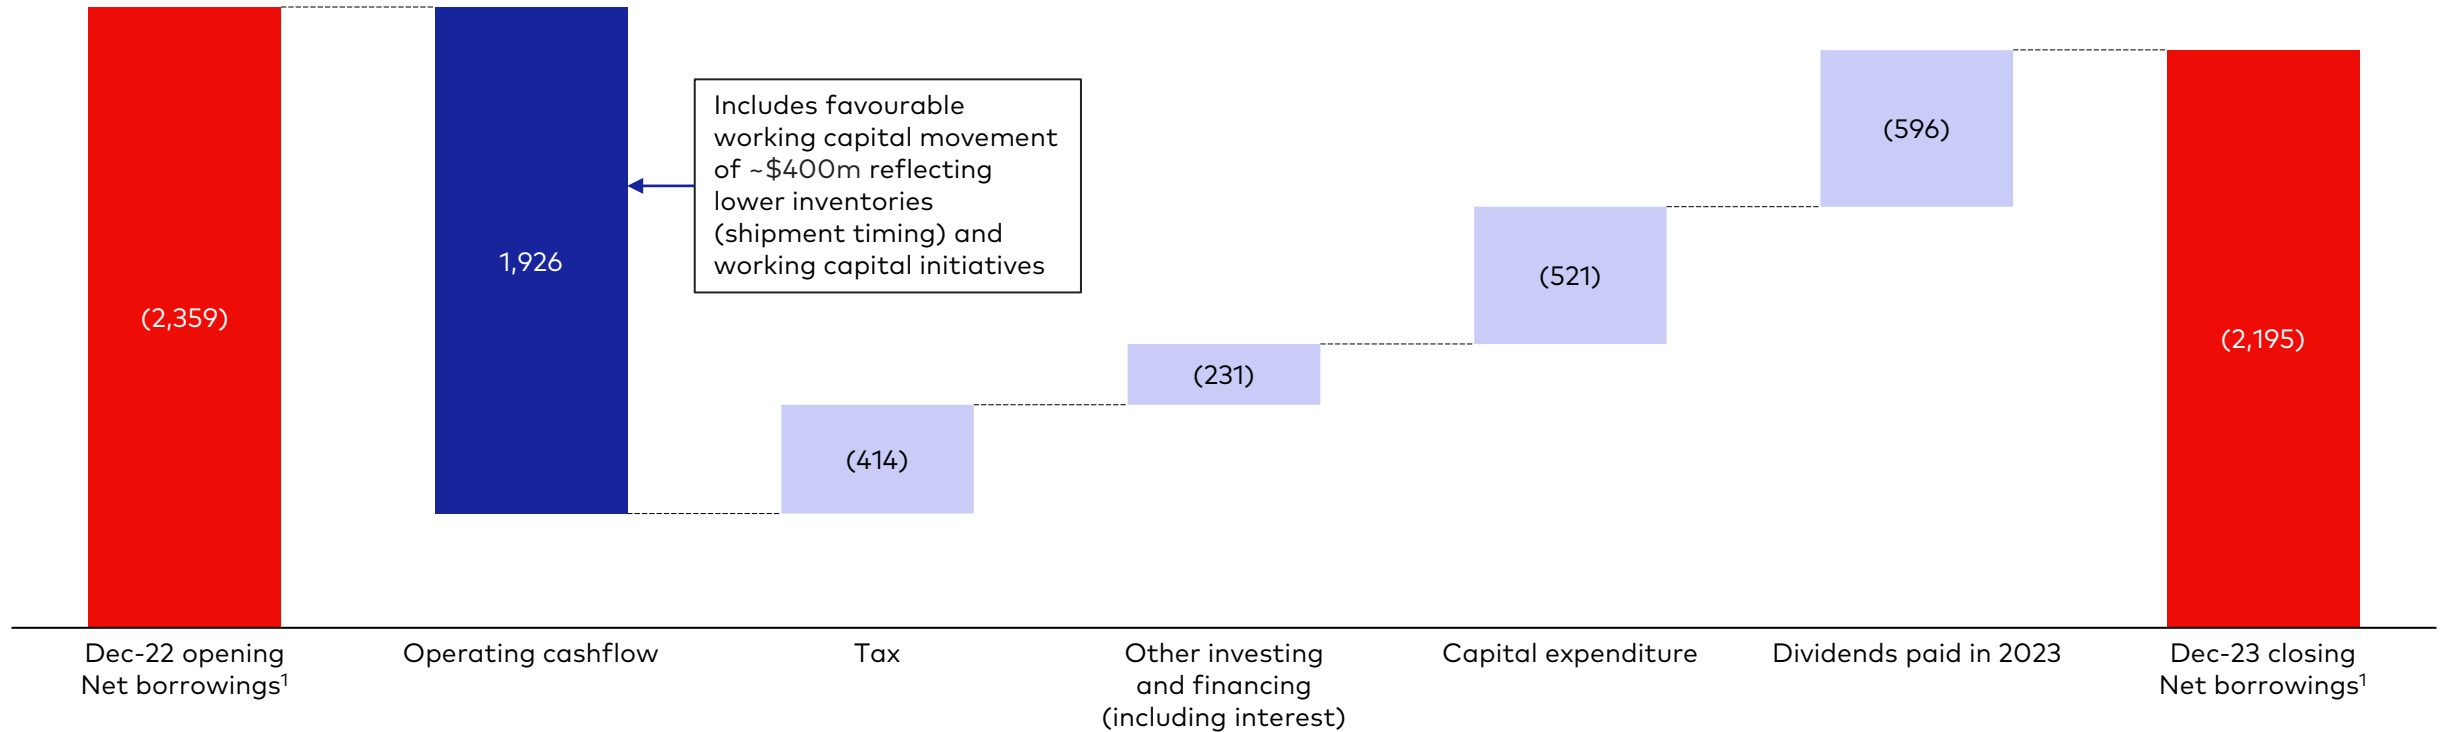 Includes favourable
working capital movement
of ~$400m reflecting
lower inventories
(shipment timing) and
working capital initiatives
(2,359)
1,926
(414)
(231)
(521)
(596)
(2,195)
Dec-22 opening
Net borrowings¹
Operating cashflow
Tax
Other investing
and financing
(including interest)
Capital expenditure
Dividends paid in 2023
Dec-23 closing
Net borrowings¹